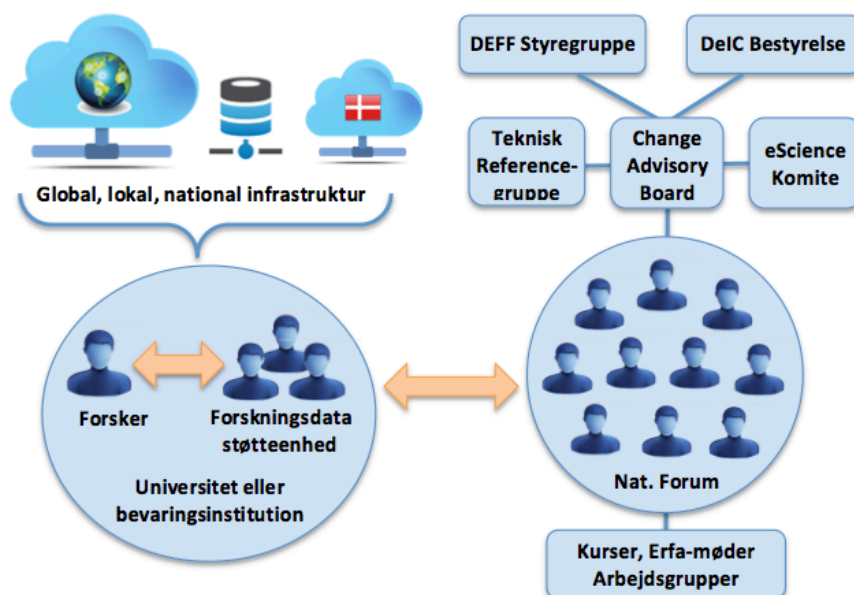 DEFF Styregruppe
DeIC Bestyrelse
Teknisk
Reference-
gruppe
Change
Advisory
Board
eScience
Komite
Global, lokal, national infrastruktur
Forsker
Forskningsdata
støtteenhed
Universitet eller
bevaringsinstitution
Nat. Forum
Kurser, Erfa-møder
Arbejdsgrupper